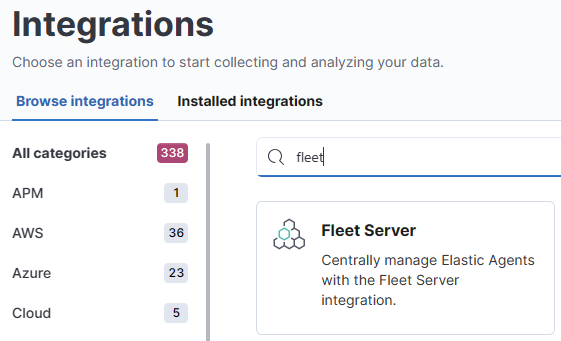 Integrations
Choose an integration to start collecting and analyzing your data.
Browse integrations
Installed integrations
All categories 338
APM 1
AWS 36
Azure 23
Cloud 5
fleet
Fleet Server
Centrally manage Elastic Agents
with the Fleet Server
integration.